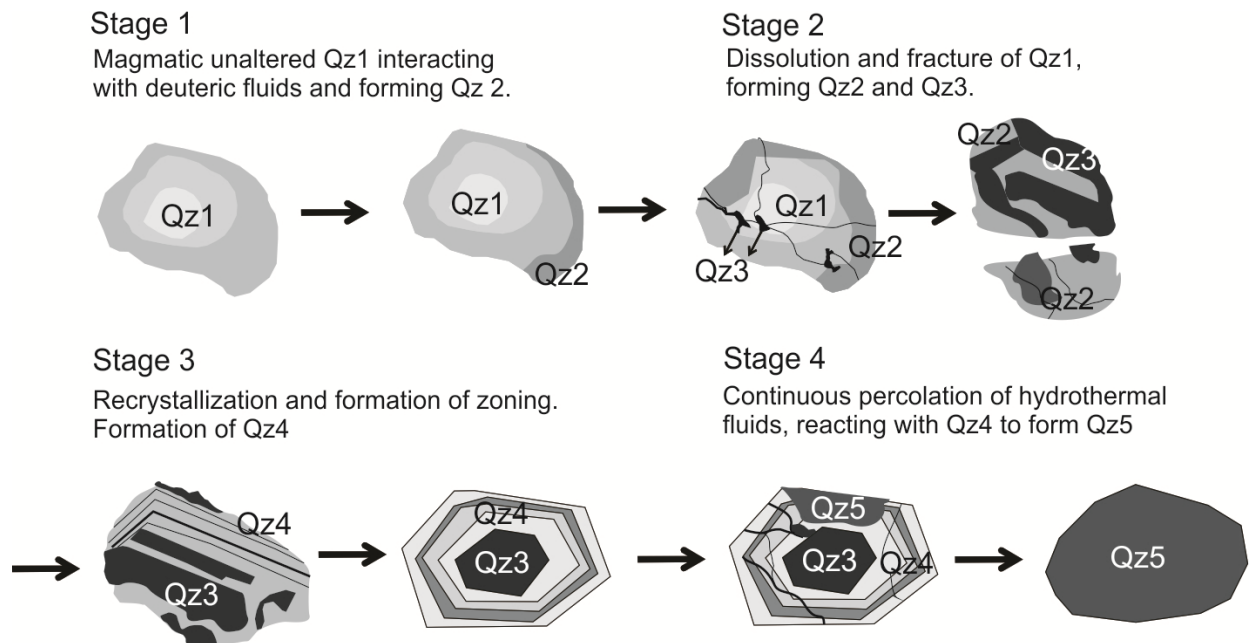 Stage 1
Magmatic unaltered Qz1 interacting
with deuteric fluids and forming Qz 2.
Qz1
Qz1
Qz2
Stage 2
Dissolution and fracture of Qz1,
forming Qz2 and Qz3.
Qz1
Qz2
Qz3
Qz2
Qz3
Qz2
Stage 3
Recrystallization and formation of zoning.
Formation of Qz4
Qz4
Qz3
Qz4
Qz3
Stage 4
Continuous percolation of hydrothermal
fluids, reacting with Qz4 to form Qz5
Qz5
Qz3
Qz4
Qz5